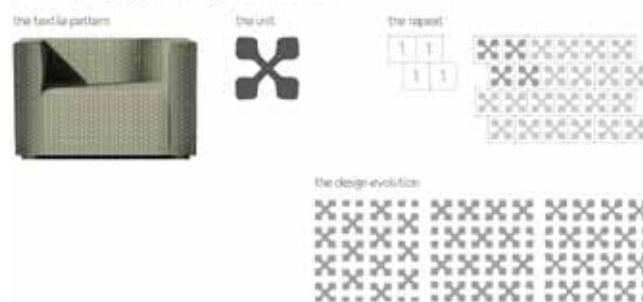 the textile pattern
the unit
the repeat
1 1
1 1
the design evolution